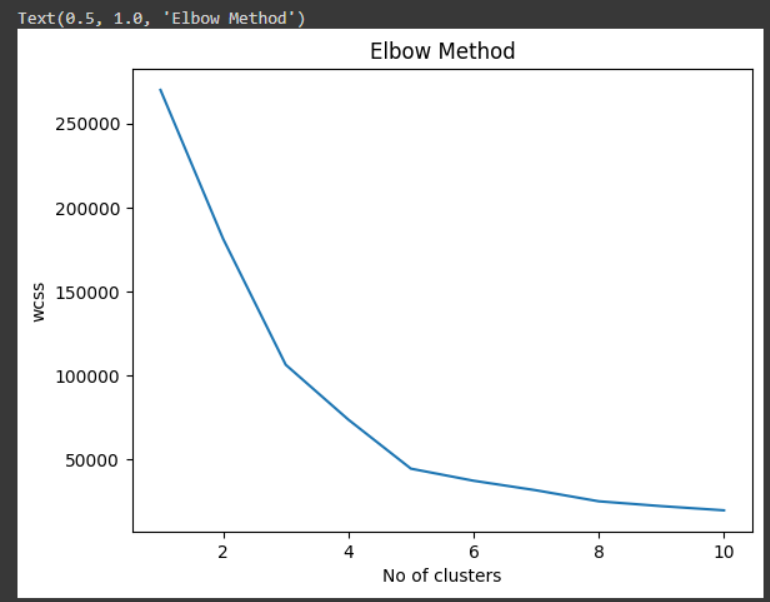 Text(0.5, 1.0, 'Elbow Method')
Elbow Method
250000
200000
150000
100000
50000
wcss
2 4 6 8 10
No of clusters